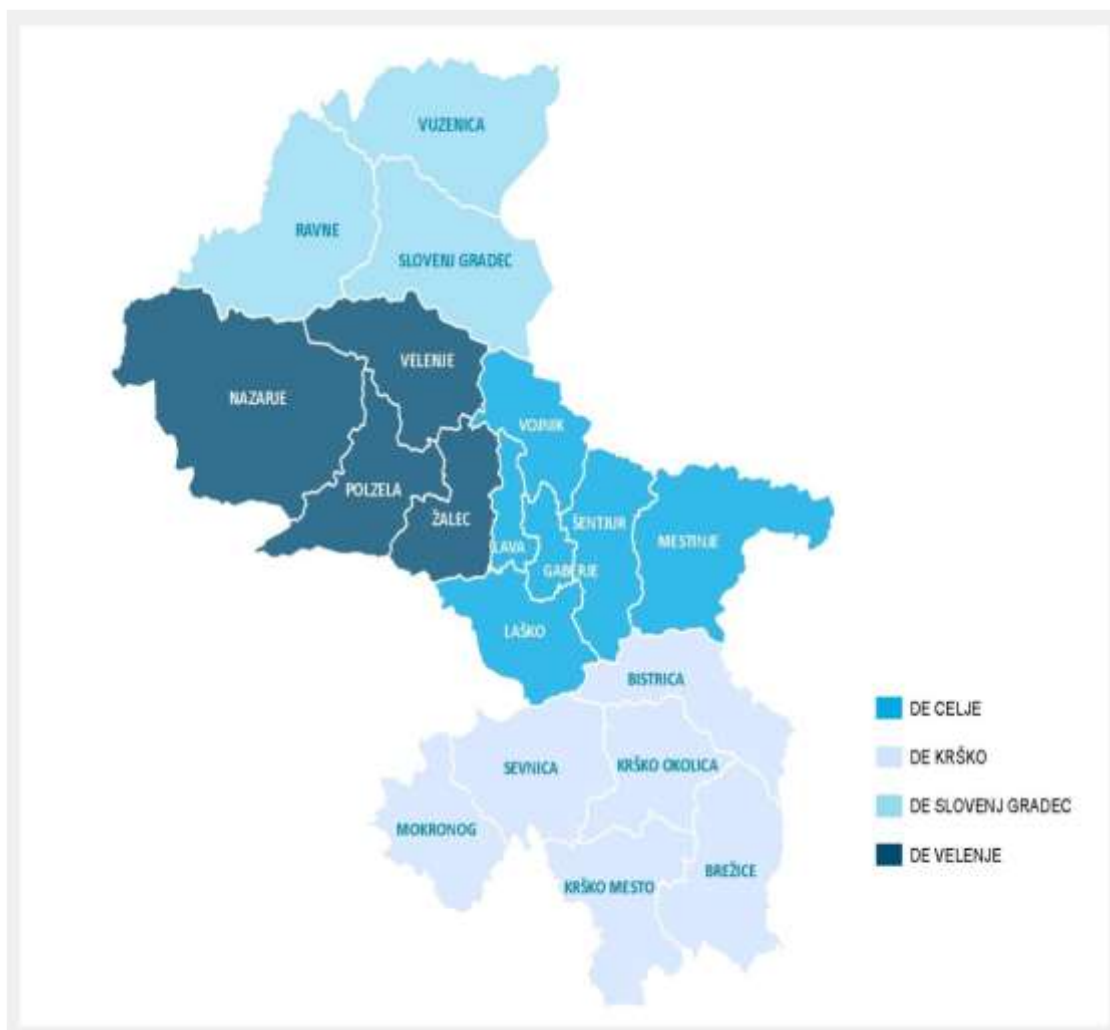 VUZENICA
RAVNE
SLOVENJ GRADEC
VELENJE
NAZARJE
VOJNIK
POLZELA
ŽALEC
ŠENTJUR
LAVA
MESTINJE
GABERJE
LAŠKO
BISTRICA
SEVNICA
KRŠKO OKOLICA
MOKRONOG
BREŽICE
KRŠKO MESTO
DE CELJE
DE KRŠKO
DE SLOVENJ GRADEC
DE VELENJE